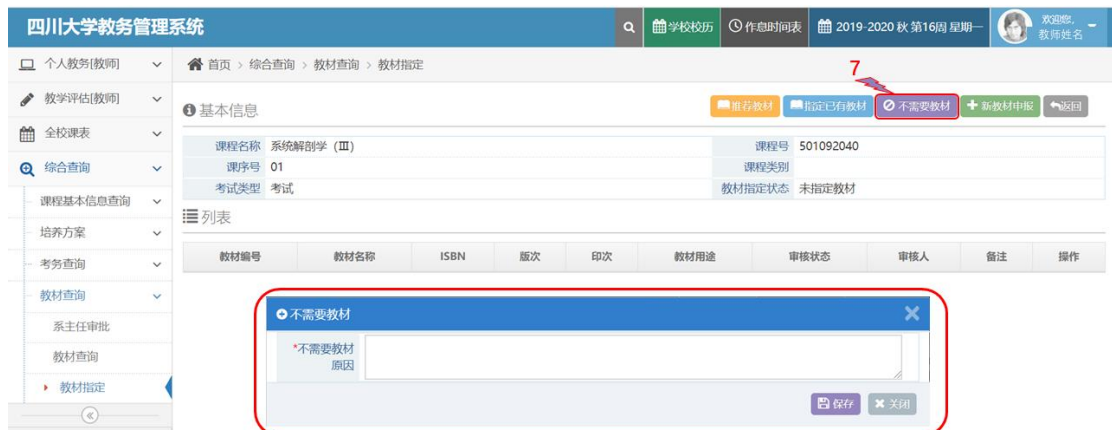 四川大学教务管理系统
学校校历
作息时间表
2019-2020 秋 第16周 星期一
欢迎您,
教师姓名
个人教务[教师]
教学评估[教师]
全校课表
综合查询
课程基本信息查询
培养方案
考务查询
教材查询
系主任审批
教材查询
教材指定
首页 > 综合查询 > 教材查询 > 教材指定
7
基本信息
推荐教材 指定已有教材 不需要教材 新教材申报 返回
课程名称 系统解剖学 (Ⅲ) 课程号 501092040
课序号 01 课程类别
考试类型 考试 教材指定状态 未指定教材
列表
教材编号 教材名称 ISBN 版次 印次 教材用途 审核状态 审核人 备注 操作
不需要教材
*不需要教材
原因
保存 关闭